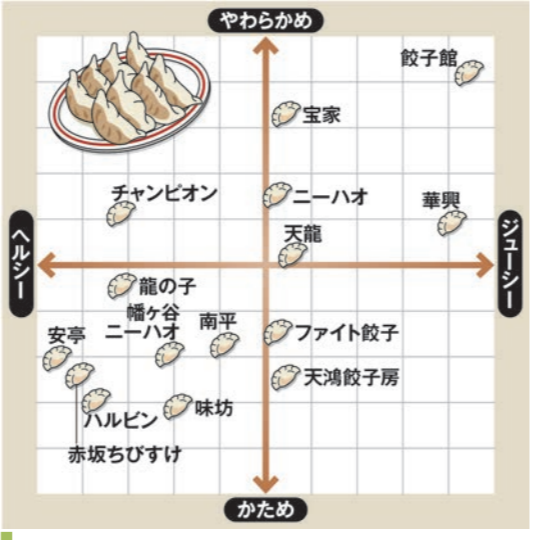 やわらかめ
餃子館
宝家
チャンピオン
ニーハオ
華興
天龍
ヘルシー
ジューシー
龍の子
幡ヶ谷
ニーハオ
南平
安亭
ファイト餃子
天鴻餃子房
ハルビン
味坊
赤坂ちびすけ
かため